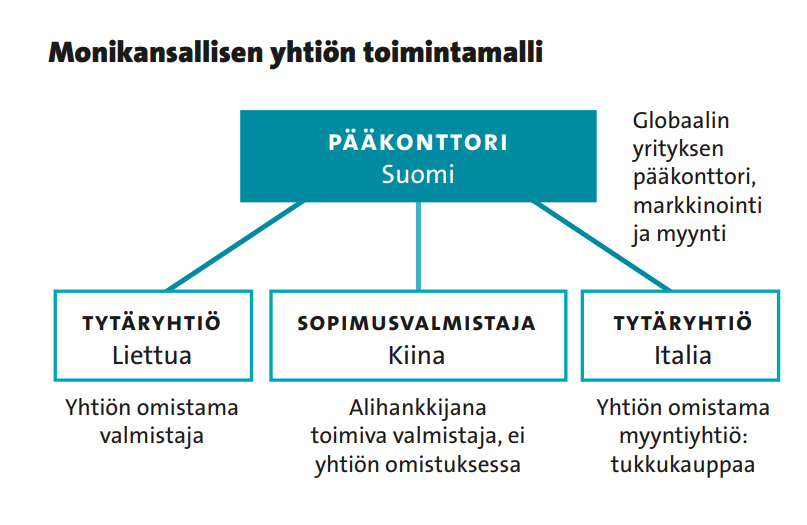 Monikansallisen yhtiön toimintamalli
PÄÄKONTTORI
Suomi
Globaalin
yrityksen
pääkonttori,
markkinointi
ja myynti
TYTÄRYHTIÖ
Liettua
Yhtiön omistama
valmistaja
SOPIMUSVALMISTAJA
Kiina
Alihankkijana
toimiva valmistaja, ei
yhtiön omistuksessa
TYTÄRYHTIÖ
Italia
Yhtiön omistama
myyntiyhtiö:
tukkukauppaa